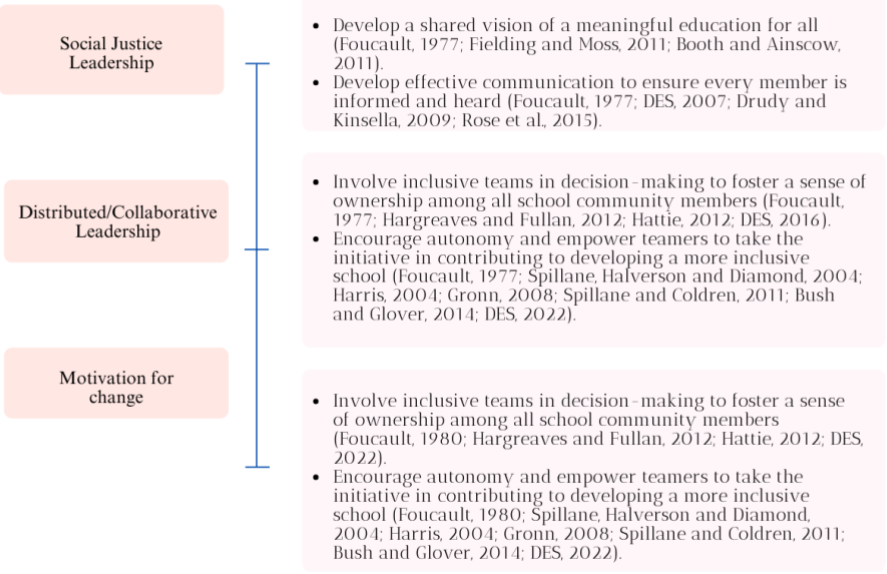 Social Justice
Leadership
• Develop a shared vision of a meaningful education for all
(Foucault, 1977; Fielding and Moss, 2011; Booth and Ainscow,
2011).
• Develop effective communication to ensure every member is
informed and heard (Foucault, 1977; DES, 2007; Drudy and
Kinsella, 2009; Rose et al., 2015).
Distributed/Collaborative
Leadership
• Involve inclusive teams in decision-making to foster a sense of
ownership among all school community members (Foucault,
1977; Hargreaves and Fullan, 2012; Hattie, 2012; DES, 2016).
• Encourage autonomy and empower teamers to take the
initiative in contributing to developing a more inclusive
school (Foucault, 1977; Spillane, Halverson and Diamond, 2004;
Harris, 2004; Gronn, 2008; Spillane and Coldren, 2011; Bush
and Glover, 2014; DES, 2022).
Motivation for
change
• Involve inclusive teams in decision-making to foster a sense
of ownership among all school community members
(Foucault, 1980; Hargreaves and Fullan, 2012; Hattie, 2012; DES,
2022).
• Encourage autonomy and empower teamers to take the
initiative in contributing to developing a more inclusive
school (Foucault, 1980; Spillane, Halverson and Diamond,
2004; Harris, 2004; Gronn, 2008; Spillane and Coldren, 2011;
Bush and Glover, 2014; DES, 2022).